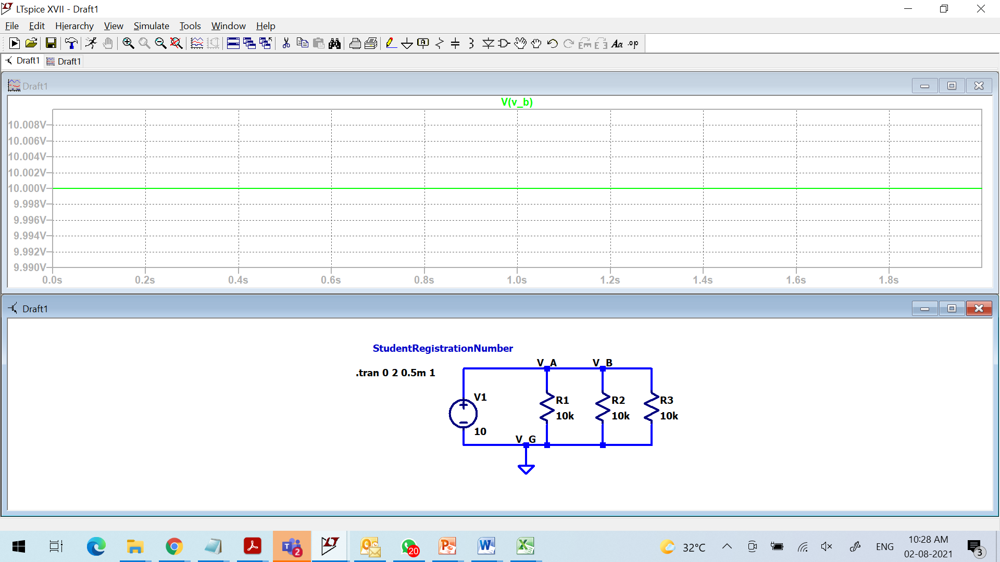 LTspice XVII - Draft1
File Edit Hierarchy View Simulate Tools Window Help
Draft1 Draft1
Draft1
V(v_b)
10.008V
10.006V
10.004V
10.002V
10.000V
9.998V
9.996V
9.994V
9.992V
9.990V
0.0s 0.2s 0.4s 0.6s 0.8s 1.0s 1.2s 1.4s 1.6s 1.8s
Draft1
StudentRegistrationNumber
V_A V_B
.tran 0 2 0.5m 1
V1
R1 R2 R3
10k 10k 10k
10
V_G
10:28 AM
32°C ENG
02-08-2021
2
20
3